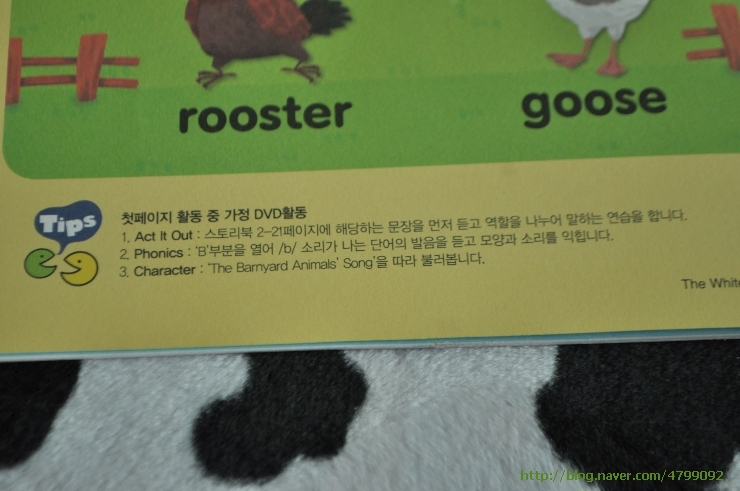 rooster
goose
Tips
첫페이지 활동 중 가정 DVD활동
1. Act It Out : 스토리북 2-21페이지에 해당하는 문장을 먼저 듣고 역할을 나누어 말하는 연습을 합니다.
2. Phonics : 'B'부분을 열어 /b/ 소리가 나는 단어의 발음을 듣고 모양과 소리를 익힙니다.
3. Character : 'The Barnyard Animals' Song'을 따라 불러봅니다.
The White
http://blog.naver.com/4799092